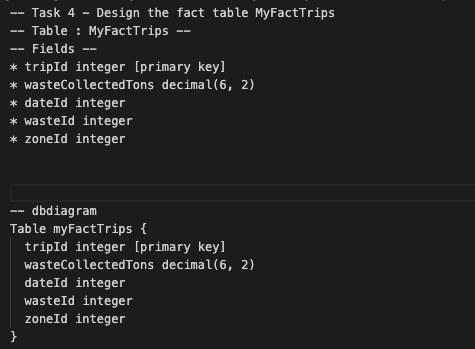 -- Task 4 - Design the fact table MyFactTrips
-- Table : MyFactTrips --
-- Fields --
* tripId integer [primary key]
* wasteCollectedTons decimal(6, 2)
* dateId integer
* wasteId integer
* zoneId integer
-- dbdiagram
Table myFactTrips {
tripId integer [primary key]
wasteCollectedTons decimal(6, 2)
dateId integer
wasteId integer
zoneId integer
}